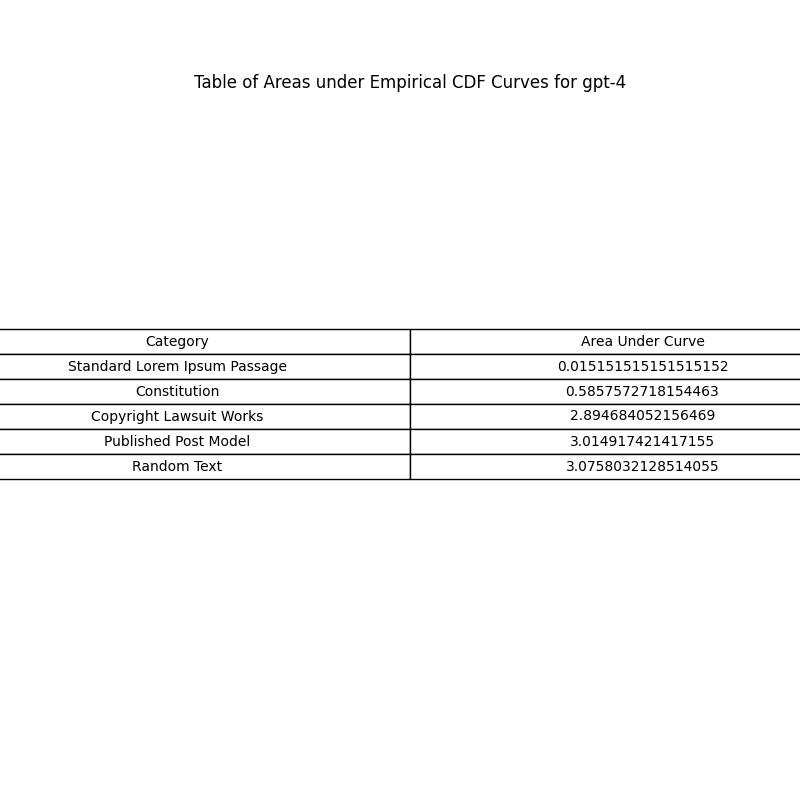 Table of Areas under Empirical CDF Curves for gpt-4
Category Area Under Curve
Standard Lorem Ipsum Passage 0.015151515151515152
Constitution 0.5857572718154463
Copyright Lawsuit Works 2.894684052156469
Published Post Model 3.014917421417155
Random Text 3.0758032128514055